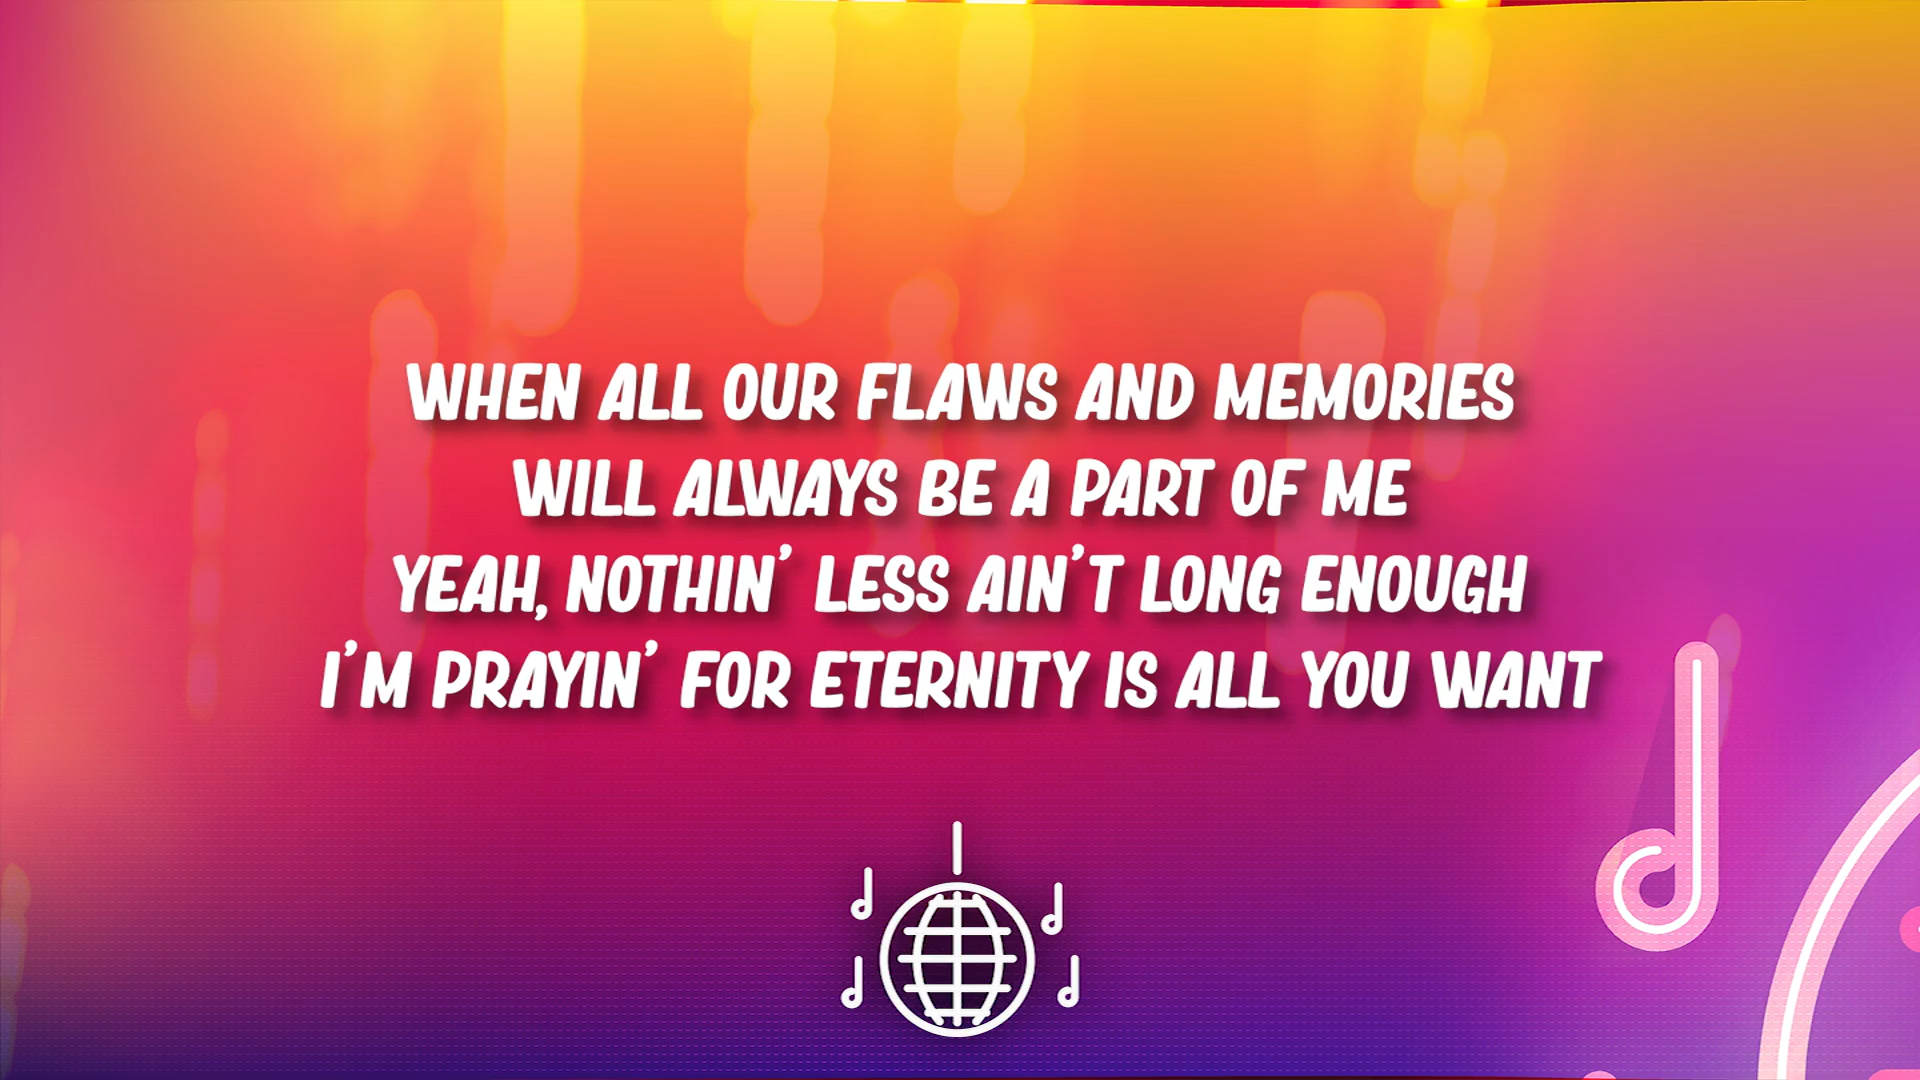 WHEN ALL OUR FLAWS AND MEMORIES
WILL ALWAYS BE A PART OF ME
YEAH, NOTHIN' LESS AIN'T LONG ENOUGH
I'M PRAYIN' FOR ETERNITY IS ALL YOU WANT